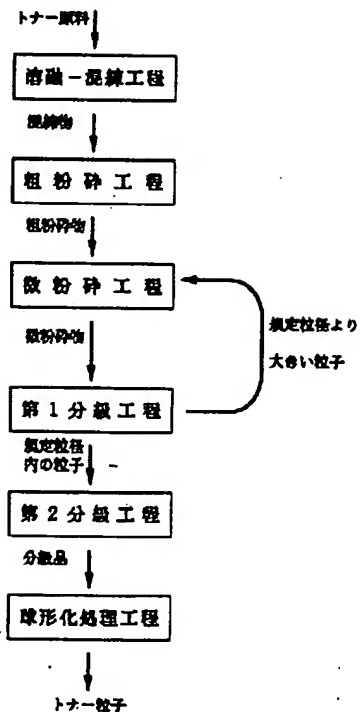 トナー原料
溶融－混練工程
混練物
粗粉砕工程
粗粉砕物
微粉砕工程
規定粒径より
大きい粒子
微粉砕物
第１分級工程
規定粒径
内の粒子
第２分級工程
分級品
球形化処理工程
トナー粒子